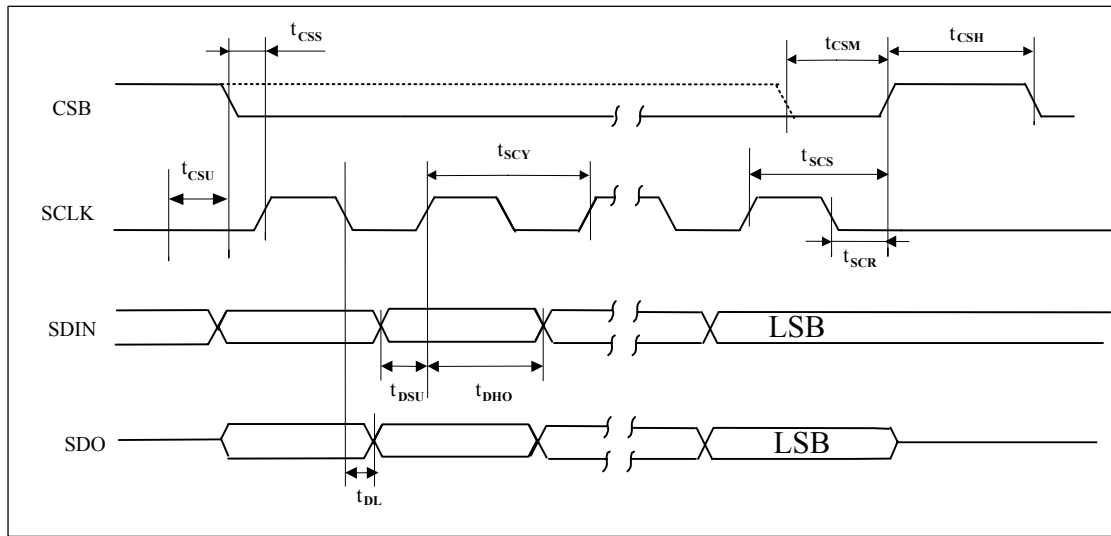 tCSS
tCSM
tCSH
CSB
tCSU
tSCY
tSCS
SCLK
tSCR
SDIN
LSB
tDSU
tDHO
SDO
LSB
tDL